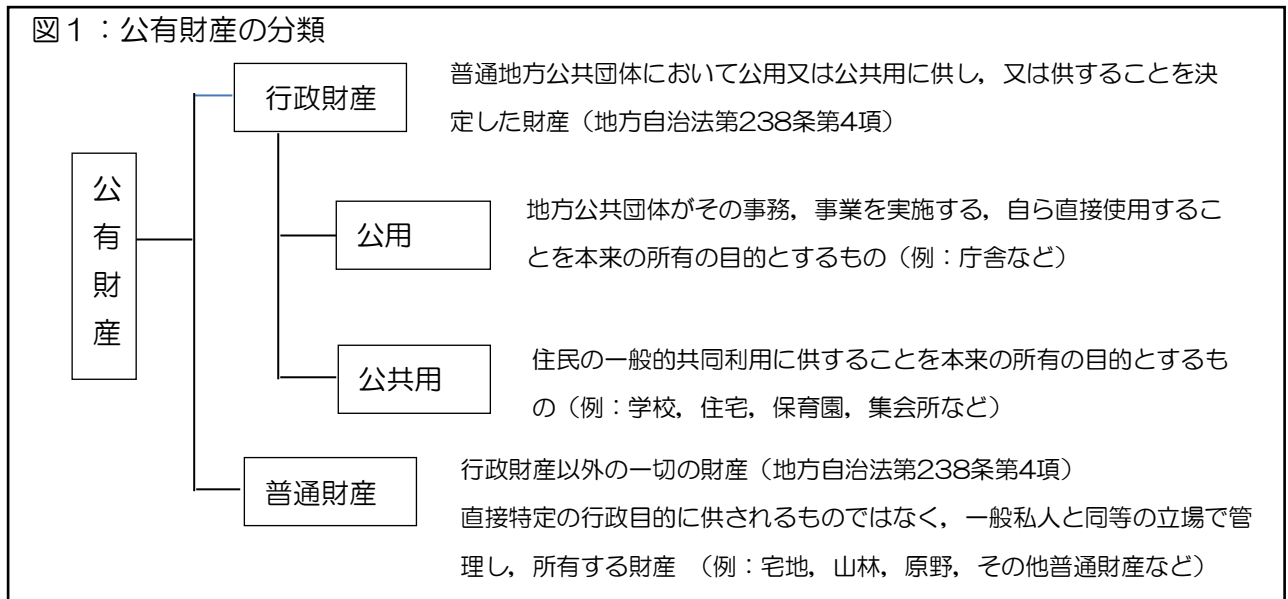 図1：公有財産の分類
行政財産
普通地方公共団体において公用又は公共用に供し，又は供することを決
定した財産（地方自治法第238条第4項）
公有財産
公用
地方公共団体がその事務，事業を実施する，自ら直接使用するこ
とを本来の所有の目的とするもの（例：庁舎など）
公共用
住民の一般的共同利用に供することを本来の所有の目的とするも
の（例：学校，住宅，保育園，集会所など）
普通財産
行政財産以外の一切の財産（地方自治法第238条第4項）
直接特定の行政目的に供されるものではなく，一般私人と同等の立場で管
理し，所有する財産　（例：宅地，山林，原野，その他普通財産など）